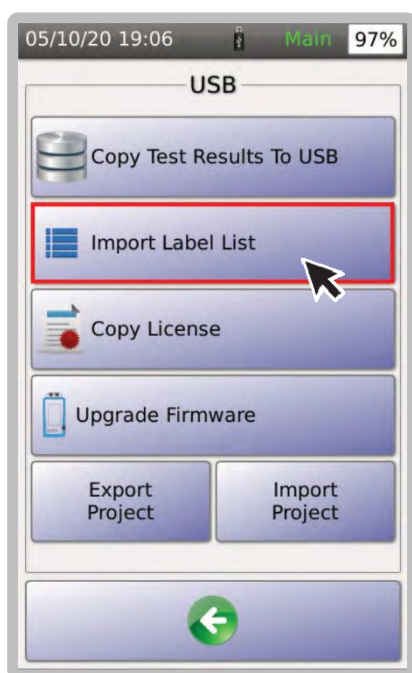 05/10/20 19:06 Main 97%
USB
Copy Test Results To USB
Import Label List
Copy License
Upgrade Firmware
Export
Project
Import
Project